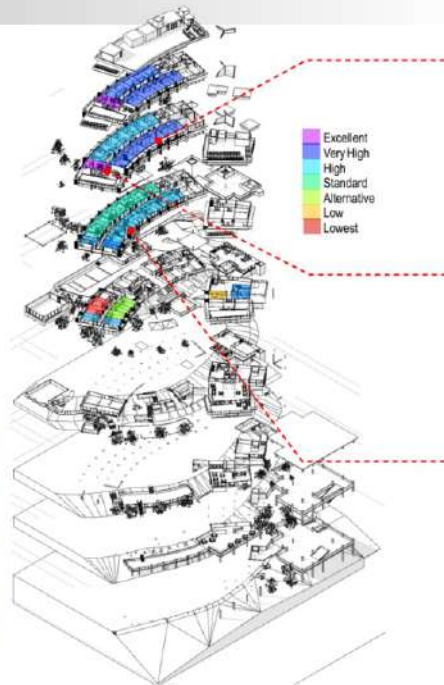 Excellent
Very High
High
Standard
Alternative
Low
Lowest